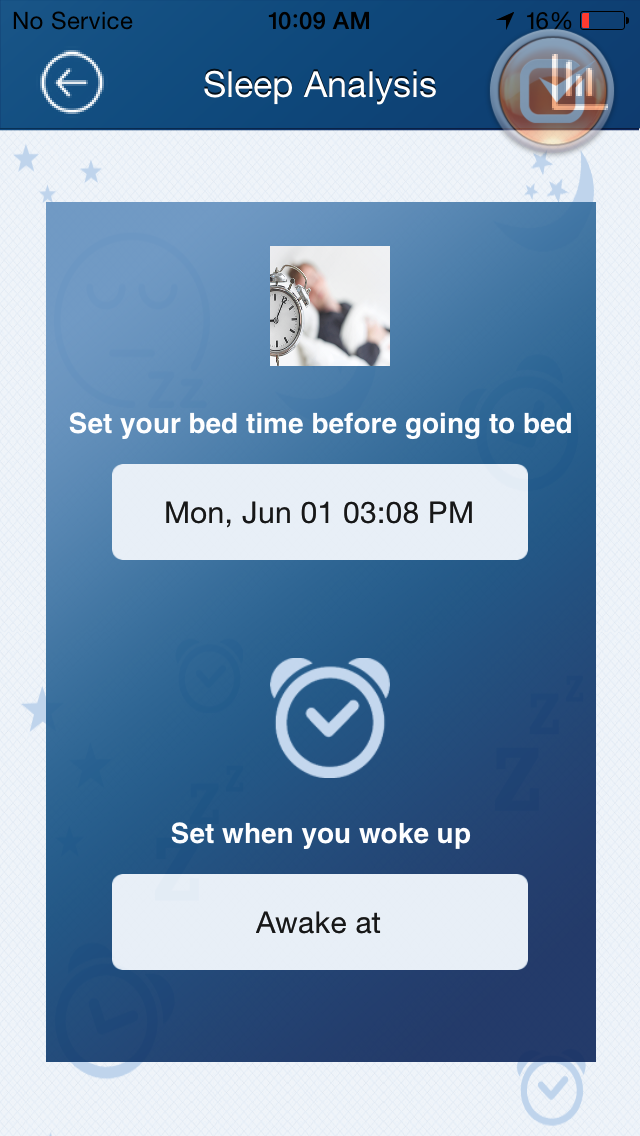 No Service 10:09 AM 16%
Sleep Analysis
Set your bed time before going to bed
Mon, Jun 01 03:08 PM
Set when you woke up
Awake at